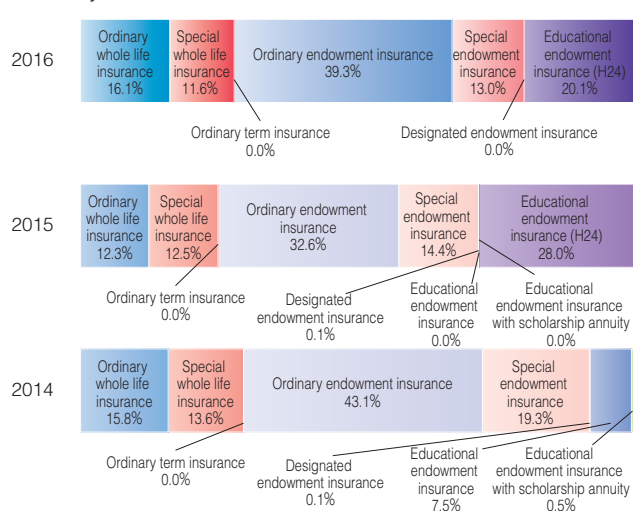 2016
Ordinary
whole life
insurance
16.1%
Special
whole life
insurance
11.6%
Ordinary endowment insurance
39.3%
Special
endowment
insurance
13.0%
Educational
endowment
insurance (H24)
20.1%
Ordinary term insurance
0.0%
Designated endowment insurance
0.0%
2015
Ordinary
whole life
insurance
12.3%
Special
whole life
insurance
12.5%
Ordinary endowment
insurance
32.6%
Special
endowment
insurance
14.4%
Educational
endowment
insurance (H24)
28.0%
Ordinary term insurance
0.0%
Designated
endowment insurance
0.1%
Educational
endowment
insurance
0.0%
Educational
endowment insurance
with scholarship annuity
0.0%
2014
Ordinary
whole life
insurance
15.8%
Special
whole life
insurance
13.6%
Ordinary endowment insurance
43.1%
Special
endowment
insurance
19.3%
Ordinary term insurance
0.0%
Designated
endowment insurance
0.1%
Educational
endowment
insurance
7.5%
Educational
endowment insurance
with scholarship annuity
0.5%